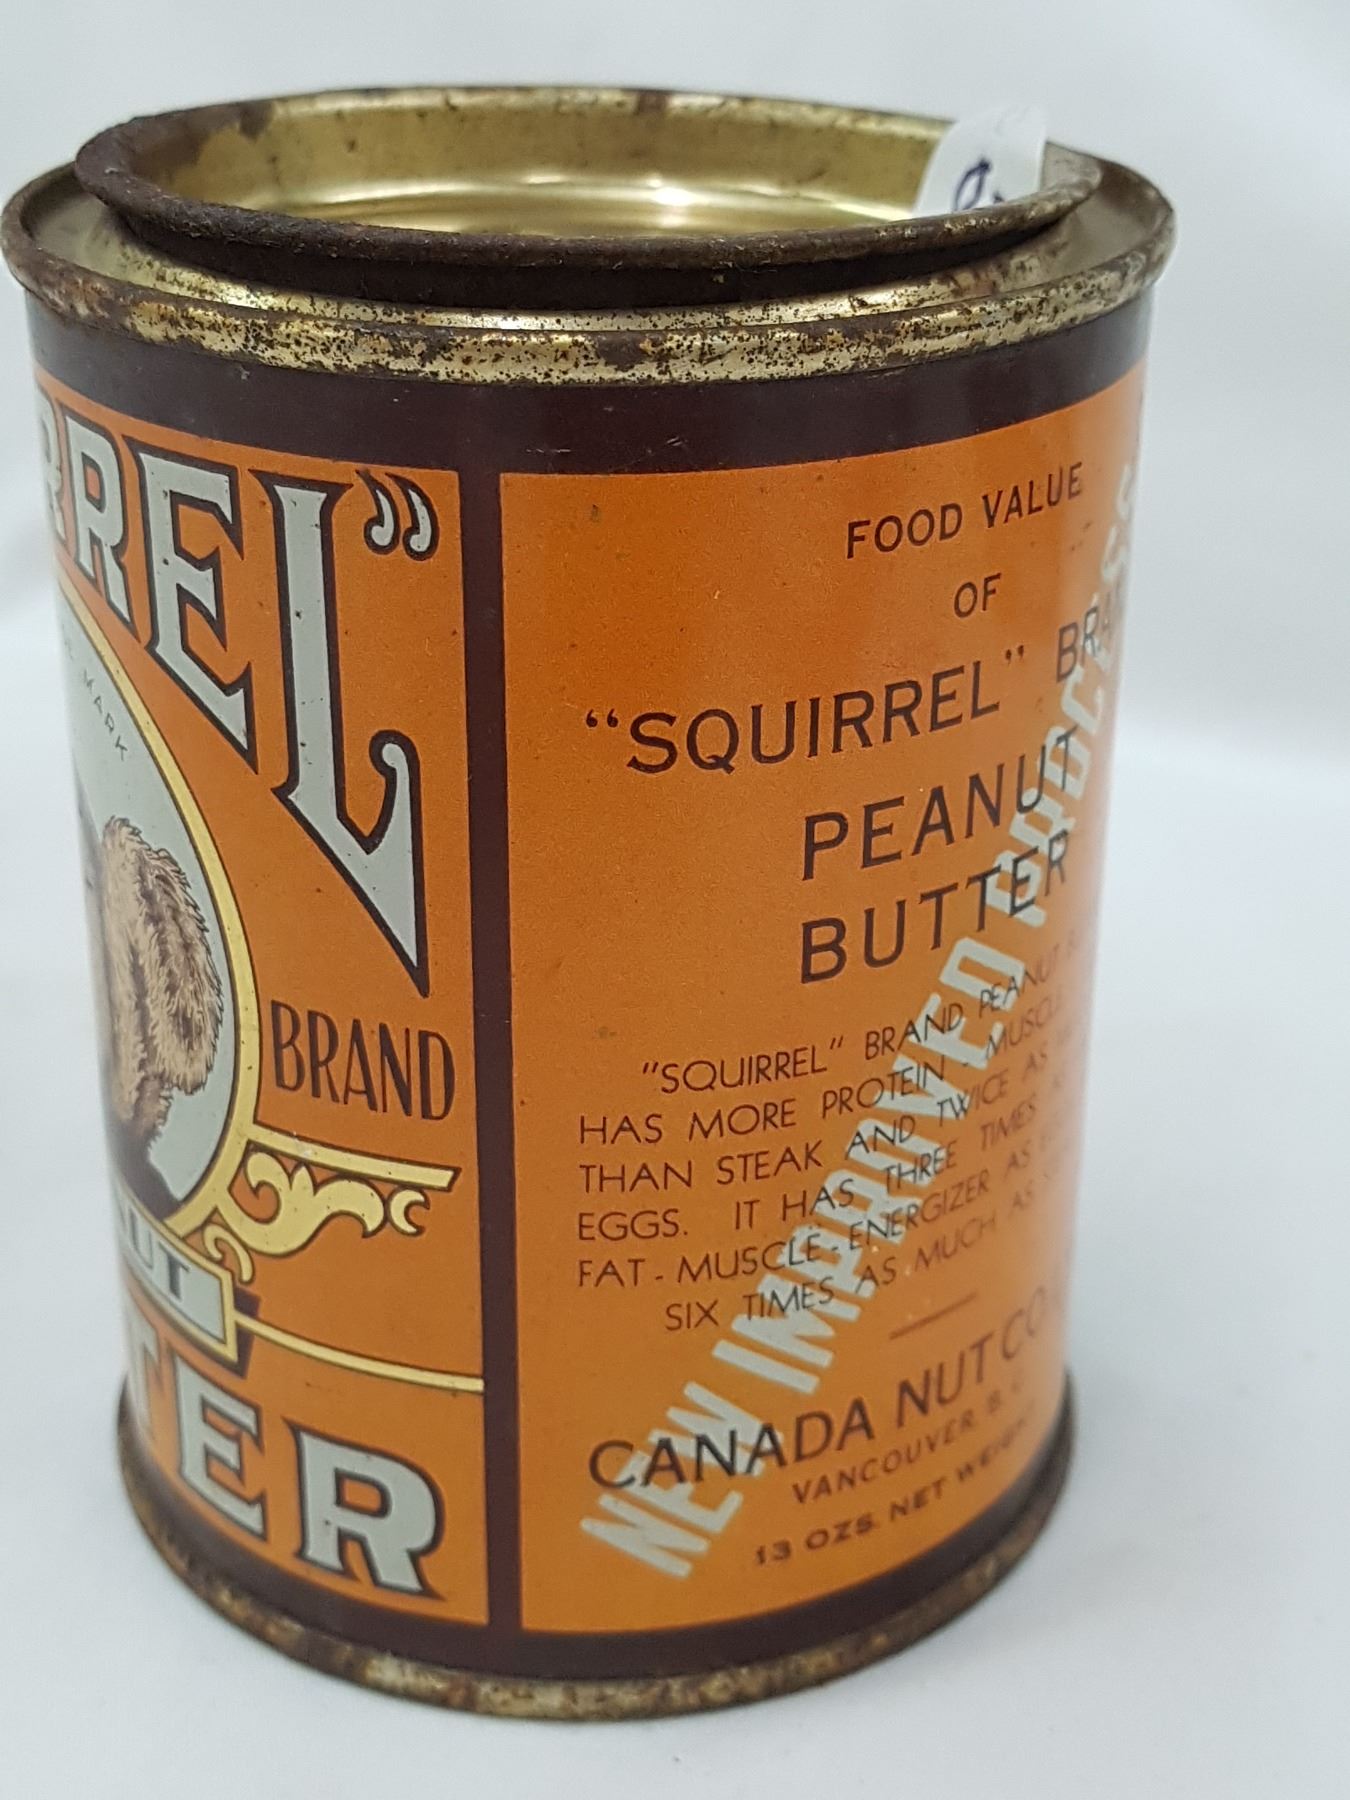 RREL"
MARK
BRAND
UT
TER
FOOD VALUE
OF
"SQUIRREL"
PEANUT
BUTTER
"SQUIRREL" BRAND PEANUT
HAS MORE PROTEIN - MUSCLE
THAN STEAK AND TWICE AS
EGGS. IT HAS THREE TIMES
FAT - MUSCLE - ENERGIZER AS
SIX TIMES AS MUCH AS
CANADA NUT CO.
VANCOUVER, B.C.
13 OZS. NET WEIGHT
NEW IMPROVED PROCESS